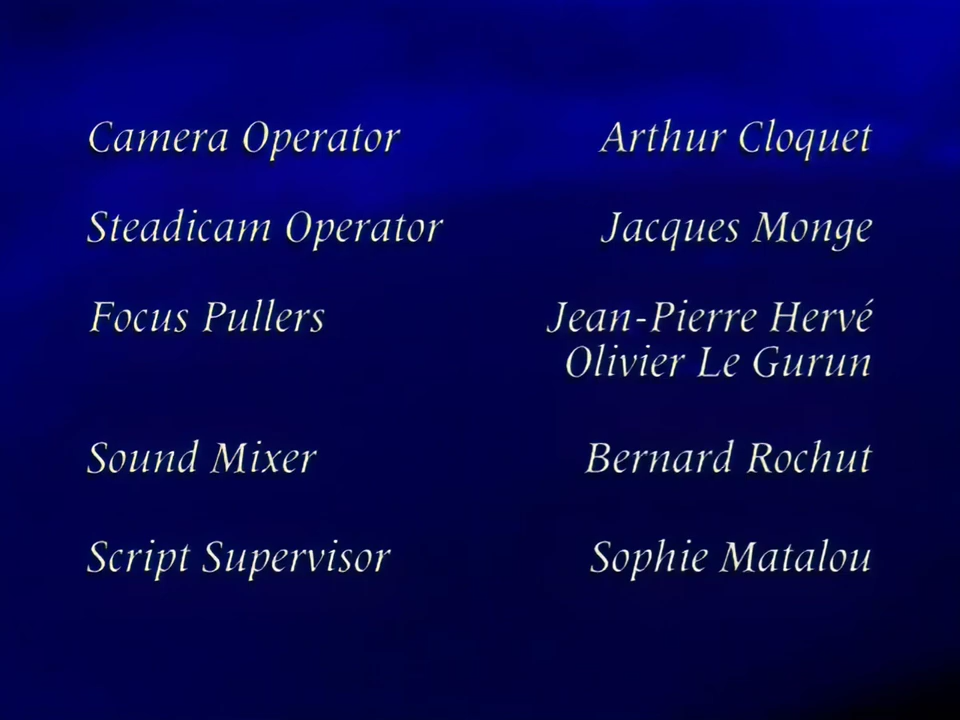 Camera Operator Arthur Cloquet
Steadicam Operator Jacques Monge
Focus Pullers Jean-Pierre Hervé
Olivier Le Gurun
Sound Mixer Bernard Rochut
Script Supervisor Sophie Matalou